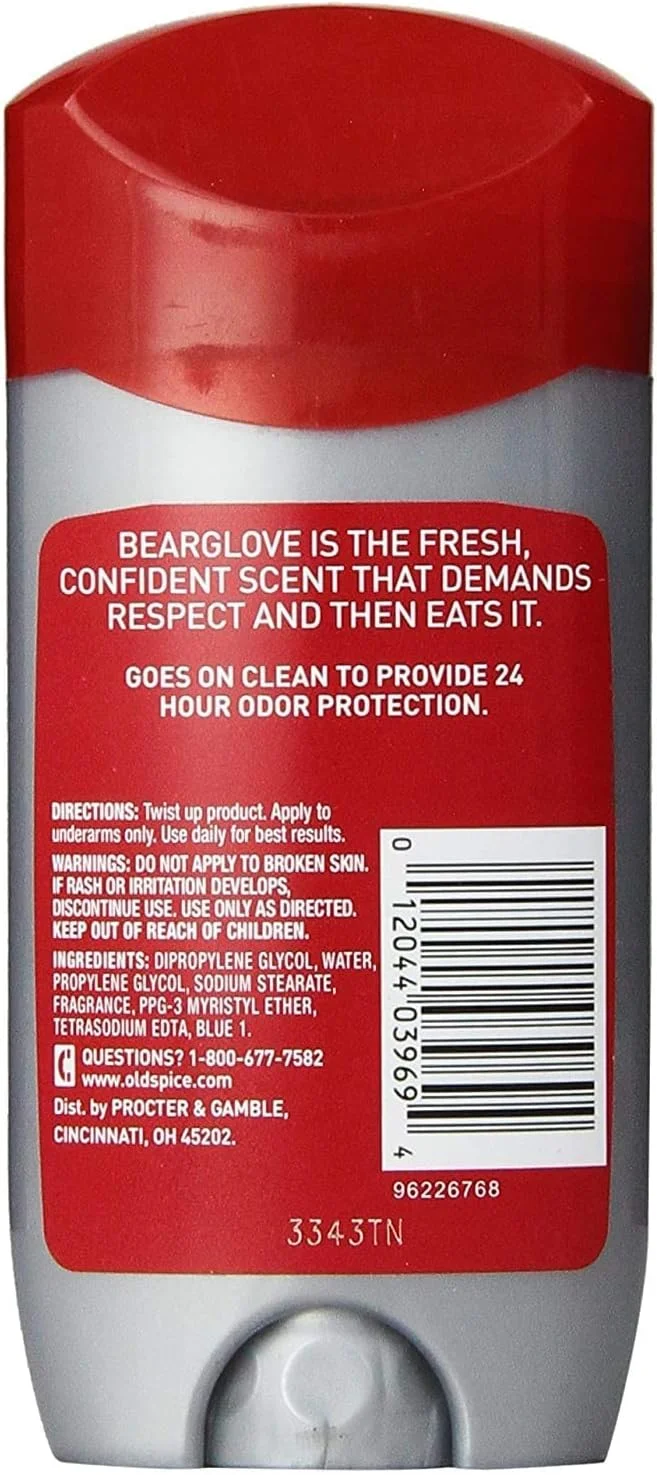 BEARGLOVE IS THE FRESH,
CONFIDENT SCENT THAT DEMANDS
RESPECT AND THEN EATS IT.
GOES ON CLEAN TO PROVIDE 24
HOUR ODOR PROTECTION.
DIRECTIONS: Twist up product. Apply to
underarms only. Use daily for best results.
WARNINGS: DO NOT APPLY TO BROKEN SKIN.
IF RASH OR IRRITATION DEVELOPS,
DISCONTINUE USE. USE ONLY AS DIRECTED.
KEEP OUT OF REACH OF CHILDREN.
INGREDIENTS: DIPROPYLENE GLYCOL, WATER,
PROPYLENE GLYCOL, SODIUM STEARATE,
FRAGRANCE, PPG-3 MYRISTYL ETHER,
TETRASODIUM EDTA, BLUE 1.
QUESTIONS? 1-800-677-7582
www.oldspice.com
Dist. by PROCTER & GAMBLE,
CINCINNATI, OH 45202.
0 12044 03969 4
96226768
3343TN